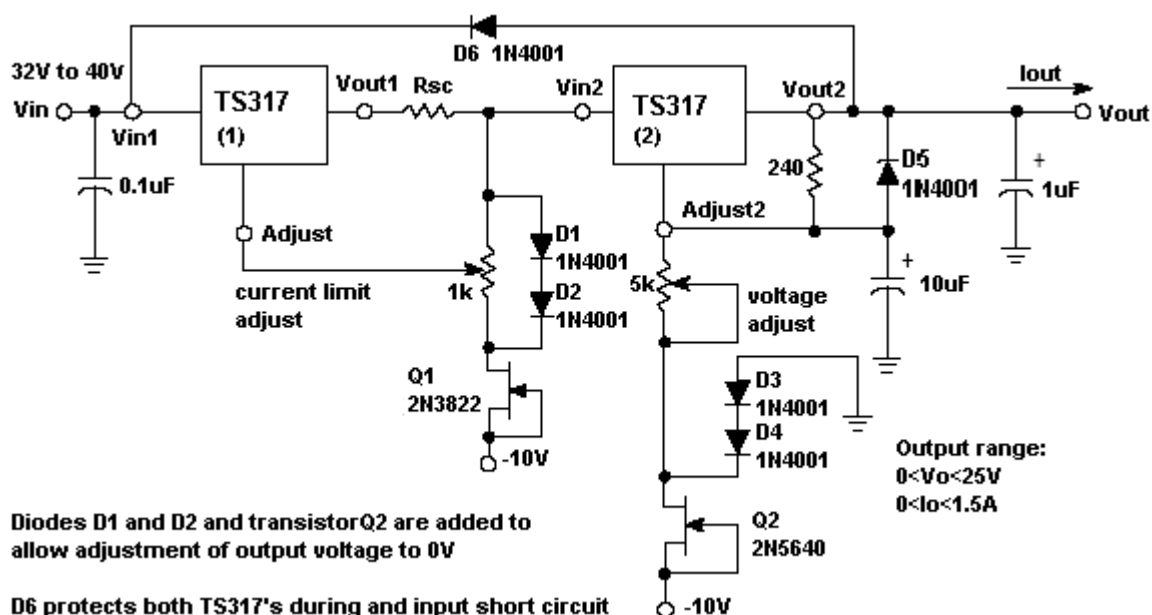 D6 1N4001
32V to 40V
Vin
Vin1
TS317
(1)
Vout1
Rsc
Vin2
TS317
(2)
Vout2
Iout
Vout
0.1uF
240
D5
1N4001
+
1uF
Adjust
Adjust2
D1
1N4001
1k
D2
1N4001
current limit
adjust
5k
voltage
adjust
+
10uF
Q1
2N3822
-10V
D3
1N4001
D4
1N4001
Output range:
0<Vo<25V
0<Io<1.5A
Diodes D1 and D2 and transistorQ2 are added to
allow adjustment of output voltage to 0V
Q2
2N5640
-10V
D6 protects both TS317's during and input short circuit